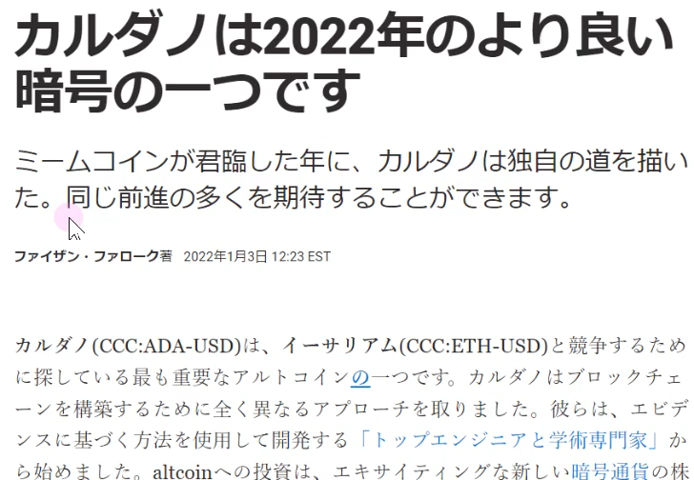 カルダノは2022年のより良い
暗号の一つです
ミームコインが君臨した年に、カルダノは独自の道を描い
た。同じ前進の多くを期待することができます。
ファイザン・ファローク著 2022年1月3日 12:23 EST
カルダノ(CCC:ADA-USD)は、イーサリアム(CCC:ETH-USD)と競争するため
に探している最も重要なアルトコインの一つです。カルダノはブロックチェ
ーンを構築するために全く異なるアプローチを取りました。彼らは、エビデ
ンスに基づく方法を使用して開発する「トップエンジニアと学術専門家」か
ら始めました。altcoinへの投資は、エキサイティングな新しい暗号通貨の株